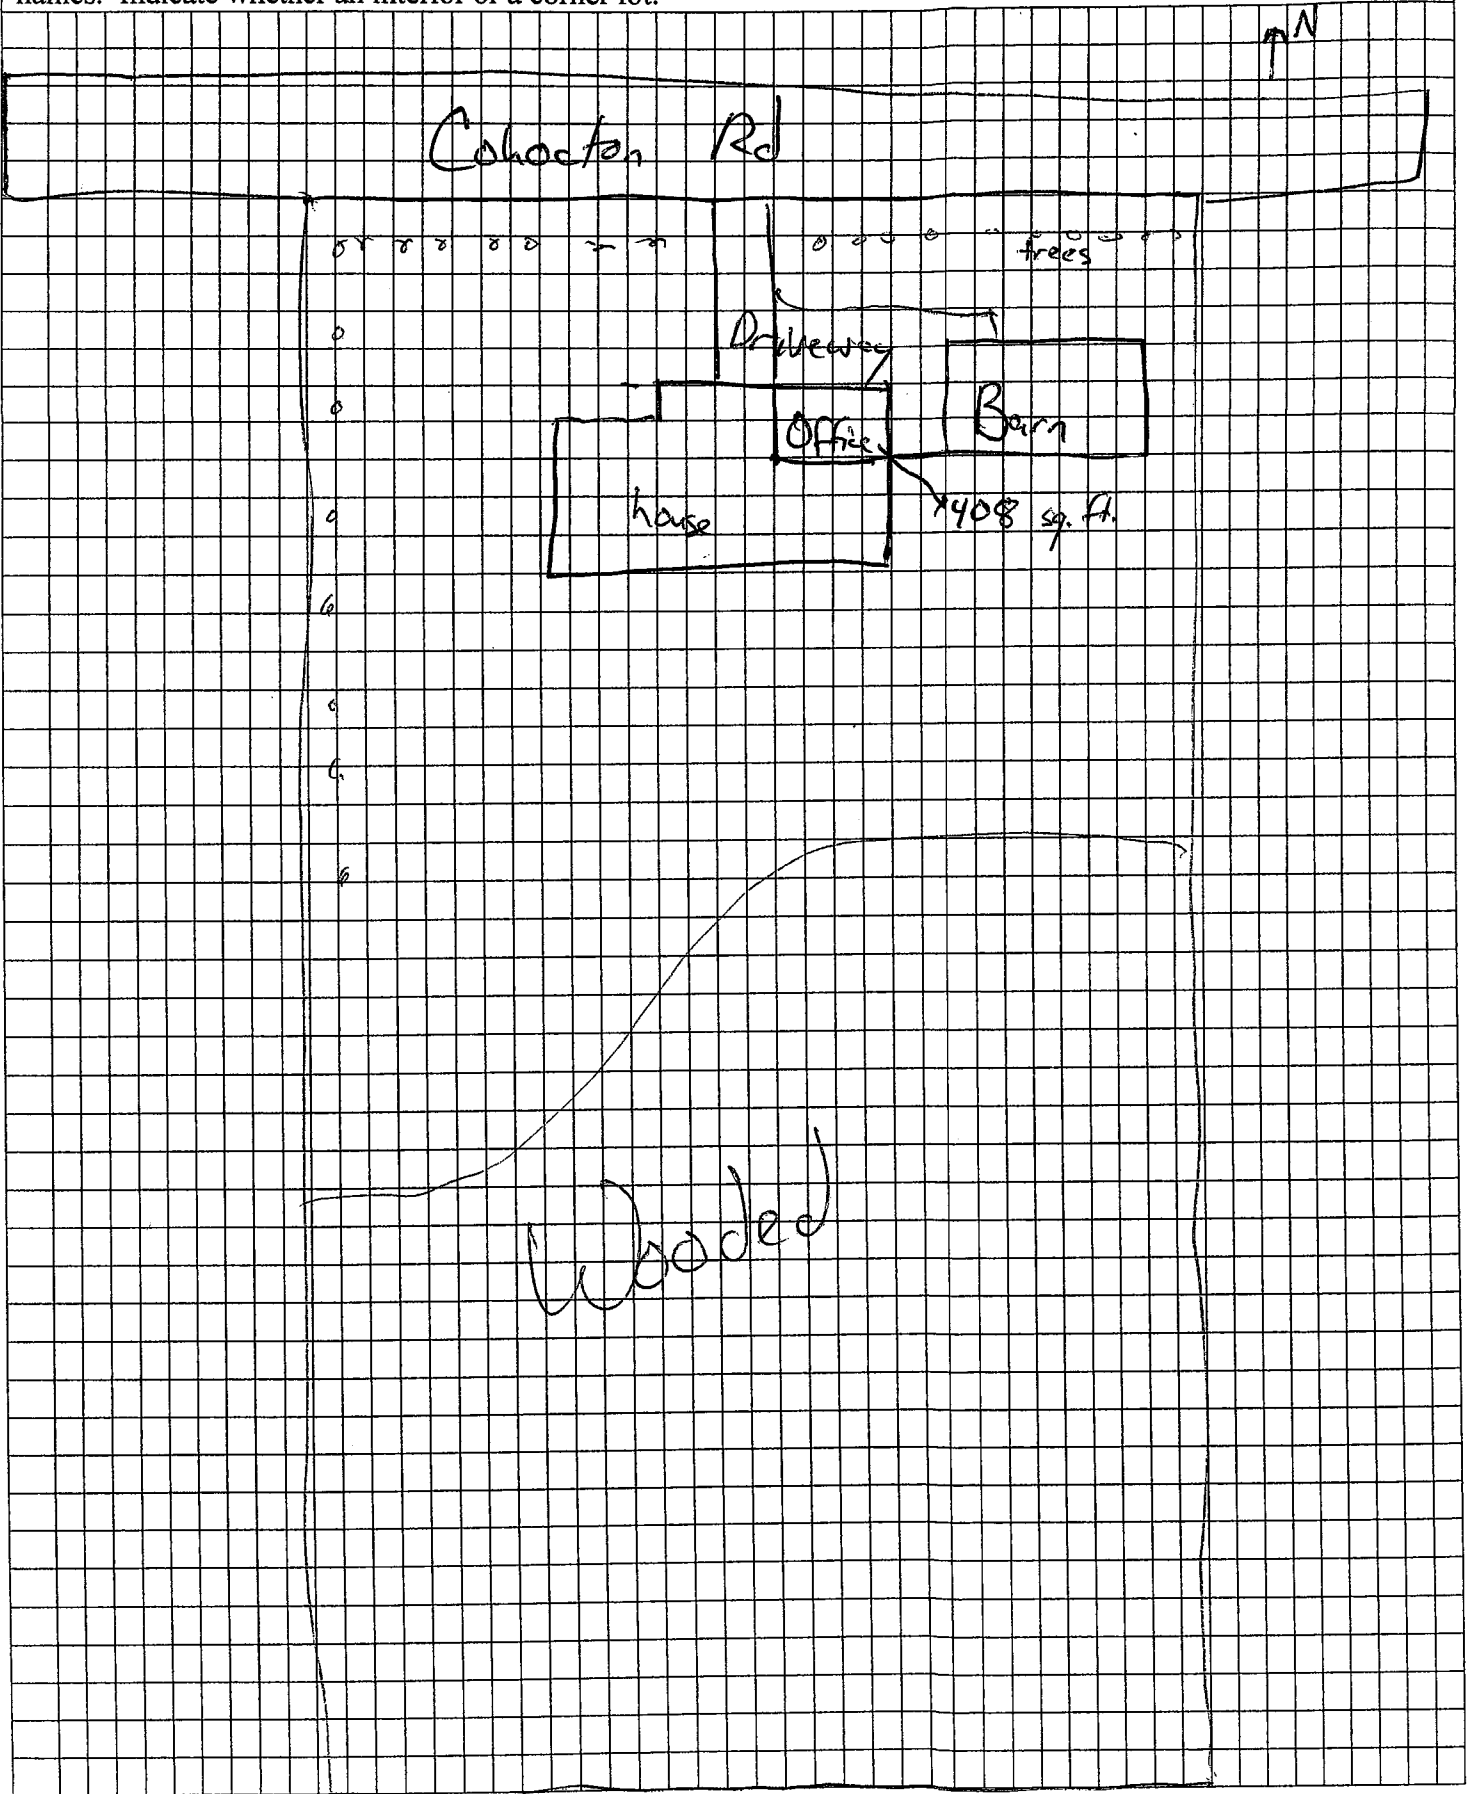 names. Indicate whether an interior or a corner lot.
N
Cohocton Rd
trees
Driveway
Office
Barn
house
408 sq. ft.
Wooded